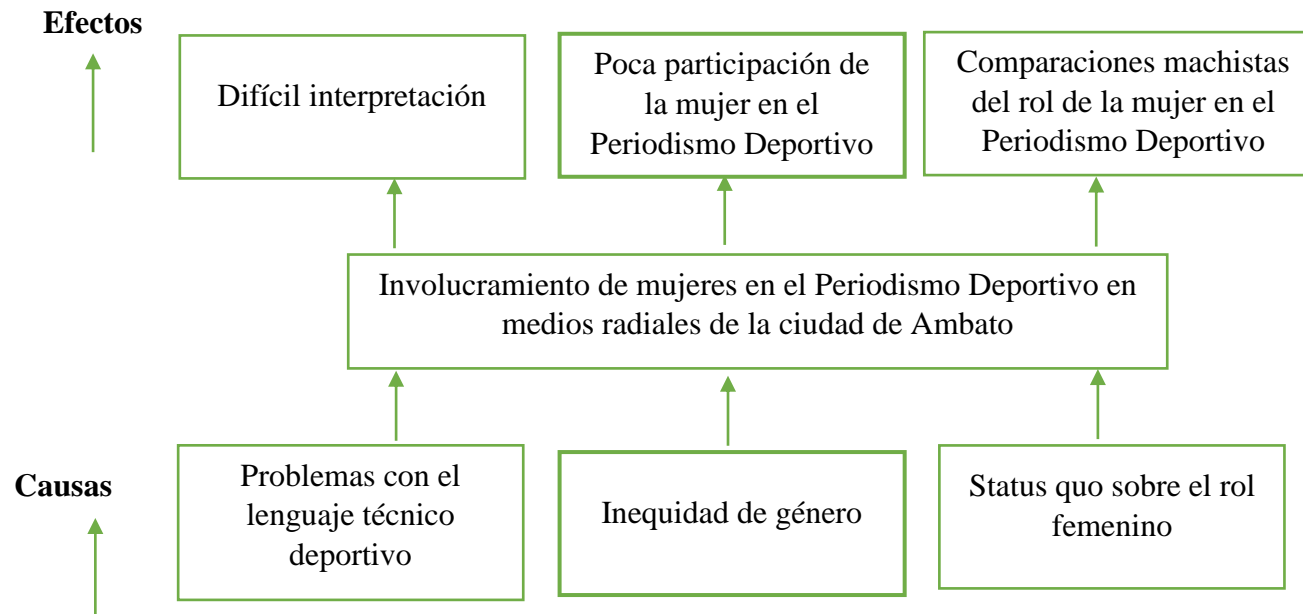 Efectos
Difícil interpretación
Poca participación de
la mujer en el
Periodismo Deportivo
Comparaciones machistas
del rol de la mujer en el
Periodismo Deportivo
Involucramiento de mujeres en el Periodismo Deportivo en
medios radiales de la ciudad de Ambato
Causas
Problemas con el
lenguaje técnico
deportivo
Inequidad de género
Status quo sobre el rol
femenino